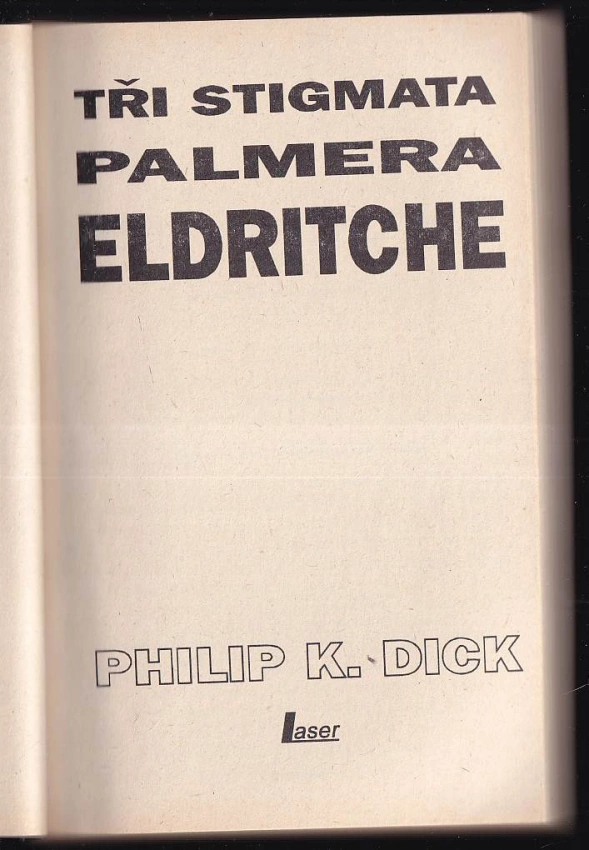 TŘI STIGMATA
PALMERA
ELDRITCHE
PHILIP K. DICK
Laser